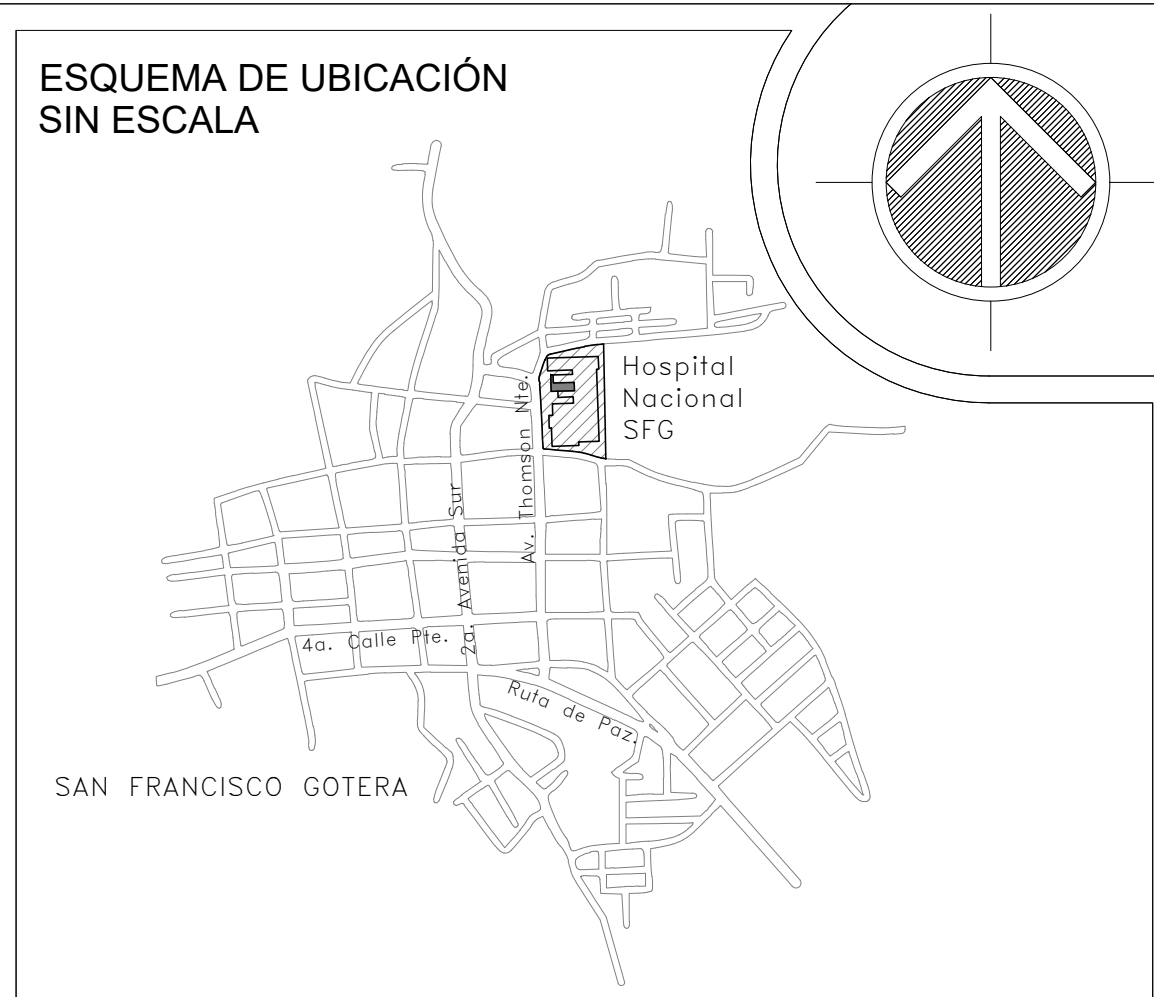 ESQUEMA DE UBICACIÓN
SIN ESCALA
Hospital
Nacional
SFG
Av. Thomson Nte.
2a. Avenida Sur
4a. Calle Pte.
Ruta de Paz.
SAN FRANCISCO GOTERA